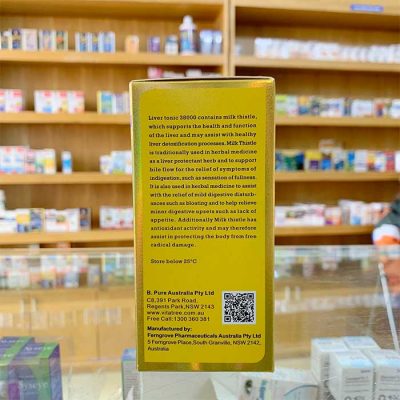 Liver tonic 38000 contains milk thistle,
which supports the health and function
of the liver and may assist with healthy
liver detoxification processes. Milk Thistle
is traditionally used in herbal medicine
as a liver protectant herb and to support
bile flow for the relief of symptoms of
indigestion, such as sensation of fullness.
It is also used in herbal medicine to assist
with the relief of mild digestive disturb-
ances such as bloating and to help relieve
minor digestive upsets such as lack of
appetite. Additionally Milk thistle has
antioxidant activity and may therefore
assist in protecting the body from free
radical damage.
Store below 25°C
B. Pure Australia Pty Ltd
C8,391 Park Road,
Regents Park,NSW 2143
www.vitatree.com.au
Free Call:1300 360 381
Manufactured by:
Ferngrove Pharmaceuticals Australia Pty Ltd
5 Ferngrove Place,South Granville, NSW 2142,
Australia